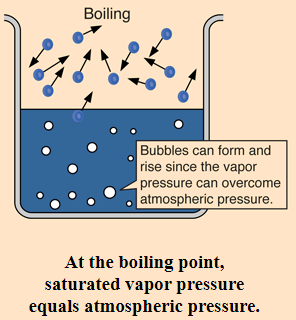 Boiling
Bubbles can form and
rise since the vapor
pressure can overcome
atmospheric pressure.
At the boiling point,
saturated vapor pressure
equals atmospheric pressure.